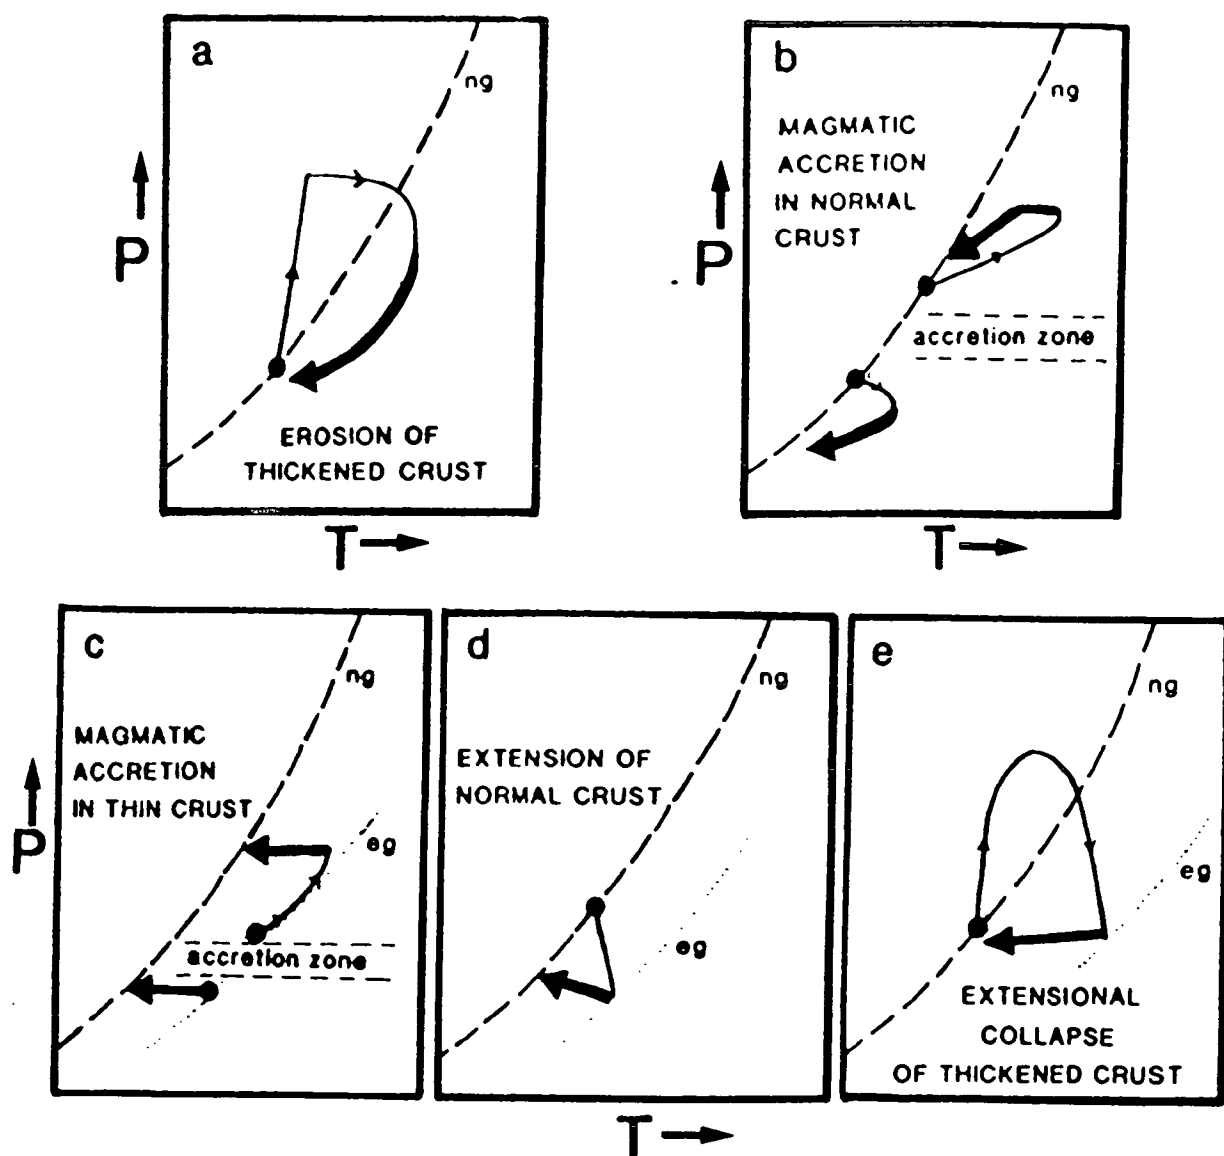 a
ng
P
EROSION OF
THICKENED CRUST
T
b
ng
MAGMATIC
ACCRETION
IN NORMAL
CRUST
P
accretion zone
T
c
ng
MAGMATIC
ACCRETION
IN THIN CRUST
P
eg
accretion zone
d
ng
EXTENSION OF
NORMAL CRUST
eg
T
e
ng
eg
EXTENSIONAL
COLLAPSE
OF THICKENED CRUST